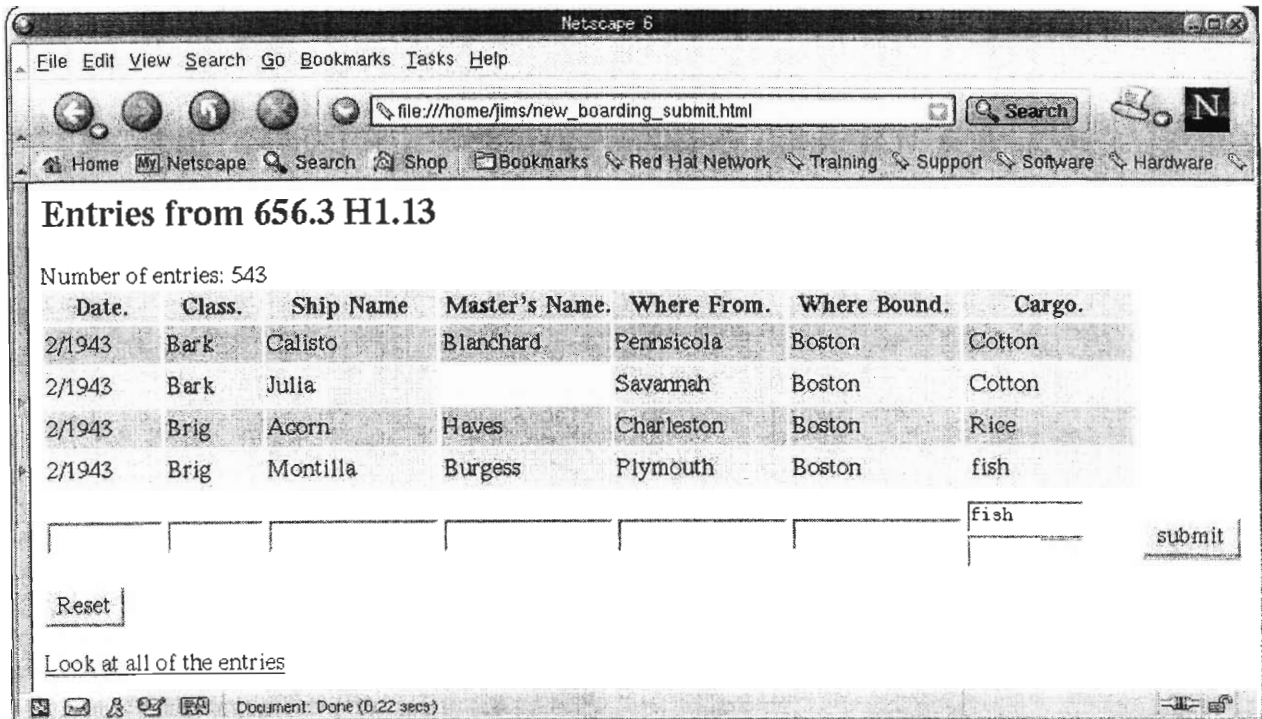 Netscape 6
File Edit View Search Go Bookmarks Tasks Help
file:///home/jims/new_boarding_submit.html Search N
Home My Netscape Search Shop Bookmarks Red Hat Network Training Support Software Hardware
Entries from 656.3 H1.13
Number of entries: 543
Date. Class. Ship Name Master's Name. Where From. Where Bound. Cargo.
2/1943 Bark Calisto Blanchard Pennsicola Boston Cotton
2/1943 Bark Julia Savannah Boston Cotton
2/1943 Brig Acorn Haves Charleston Boston Rice
2/1943 Brig Montilla Burgess Plymouth Boston fish
fish
submit
Reset
Look at all of the entries
Document: Done (0.22 secs)